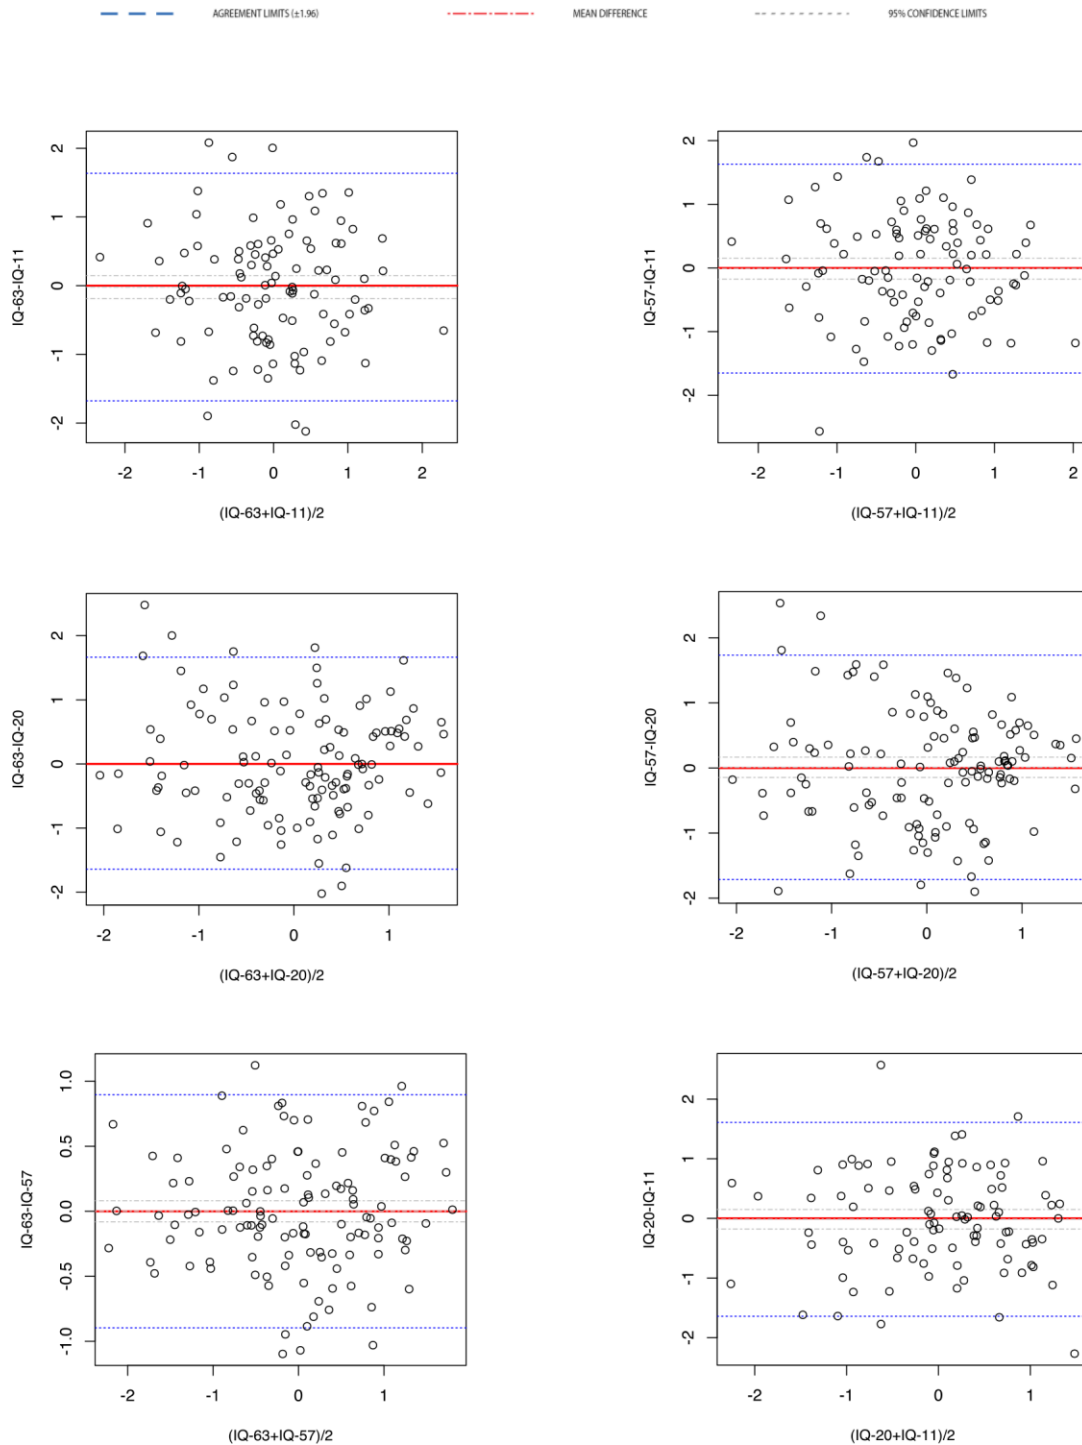 AGREEMENT LIMITS (±1.96) MEAN DIFFERENCE 95% CONFIDENCE LIMITS
IQ-63-IQ-11
2
1
0
-1
-2
-2 -1 0 1 2
(IQ-63+IQ-11)/2
IQ-57-IQ-11
2
1
0
-1
-2
-2 -1 0 1 2
(IQ-57+IQ-11)/2
IQ-63-IQ-20
2
1
0
-1
-2
-2 -1 0 1
(IQ-63+IQ-20)/2
IQ-57-IQ-20
2
1
0
-1
-2
-2 -1 0 1
(IQ-57+IQ-20)/2
IQ-63-IQ-57
1.0
0.5
0.0
-0.5
-1.0
-2 -1 0 1
(IQ-63+IQ-57)/2
IQ-20-IQ-11
2
1
0
-1
-2
-2 -1 0 1
(IQ-20+IQ-11)/2